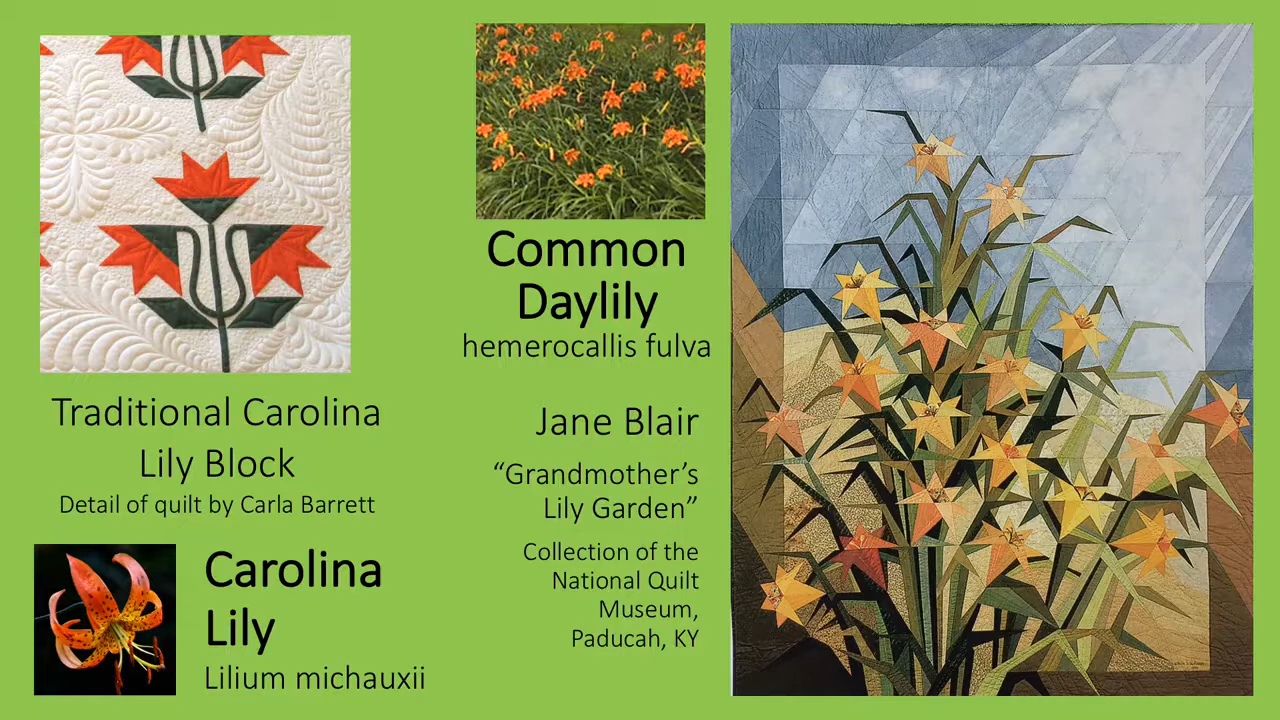 Traditional Carolina
Lily Block
Detail of quilt by Carla Barrett
Carolina
Lily
Lilium michauxii
Common
Daylily
hemerocallis fulva
Jane Blair
“Grandmother’s
Lily Garden”
Collection of the
National Quilt
Museum,
Paducah, KY